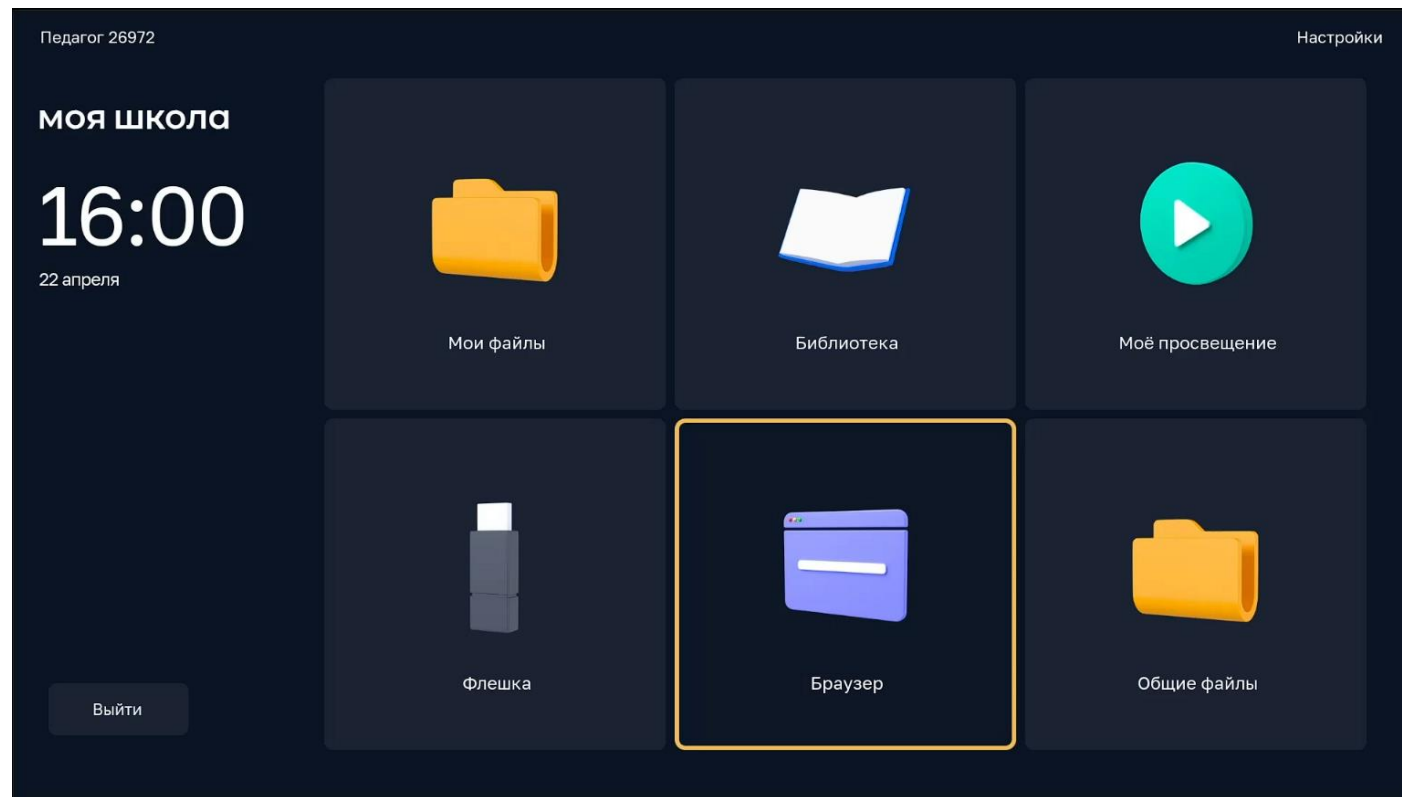 Педагог 26972
Настройки
моя школа
16:00
22 апреля
Мои файлы
Библиотека
Моё просвещение
Флешка
Браузер
Общие файлы
Выйти